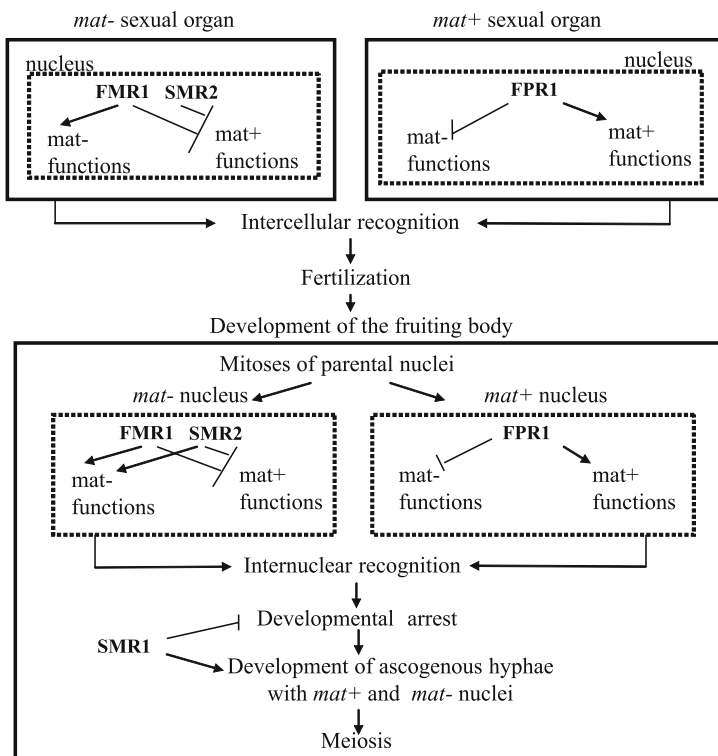 mat- sexual organ
mat+ sexual organ
nucleus
FMR1 SMR2
mat-
functions
mat+
functions
nucleus
FPR1
mat-
functions
mat+
functions
Intercellular recognition
Fertilization
Development of the fruiting body
Mitoses of parental nuclei
mat- nucleus
mat+ nucleus
FMR1 SMR2
mat-
functions
mat+
functions
FPR1
mat-
functions
mat+
functions
Internuclear recognition
Developmental arrest
SMR1
Development of ascogenous hyphae
with mat+ and mat- nuclei
Meiosis